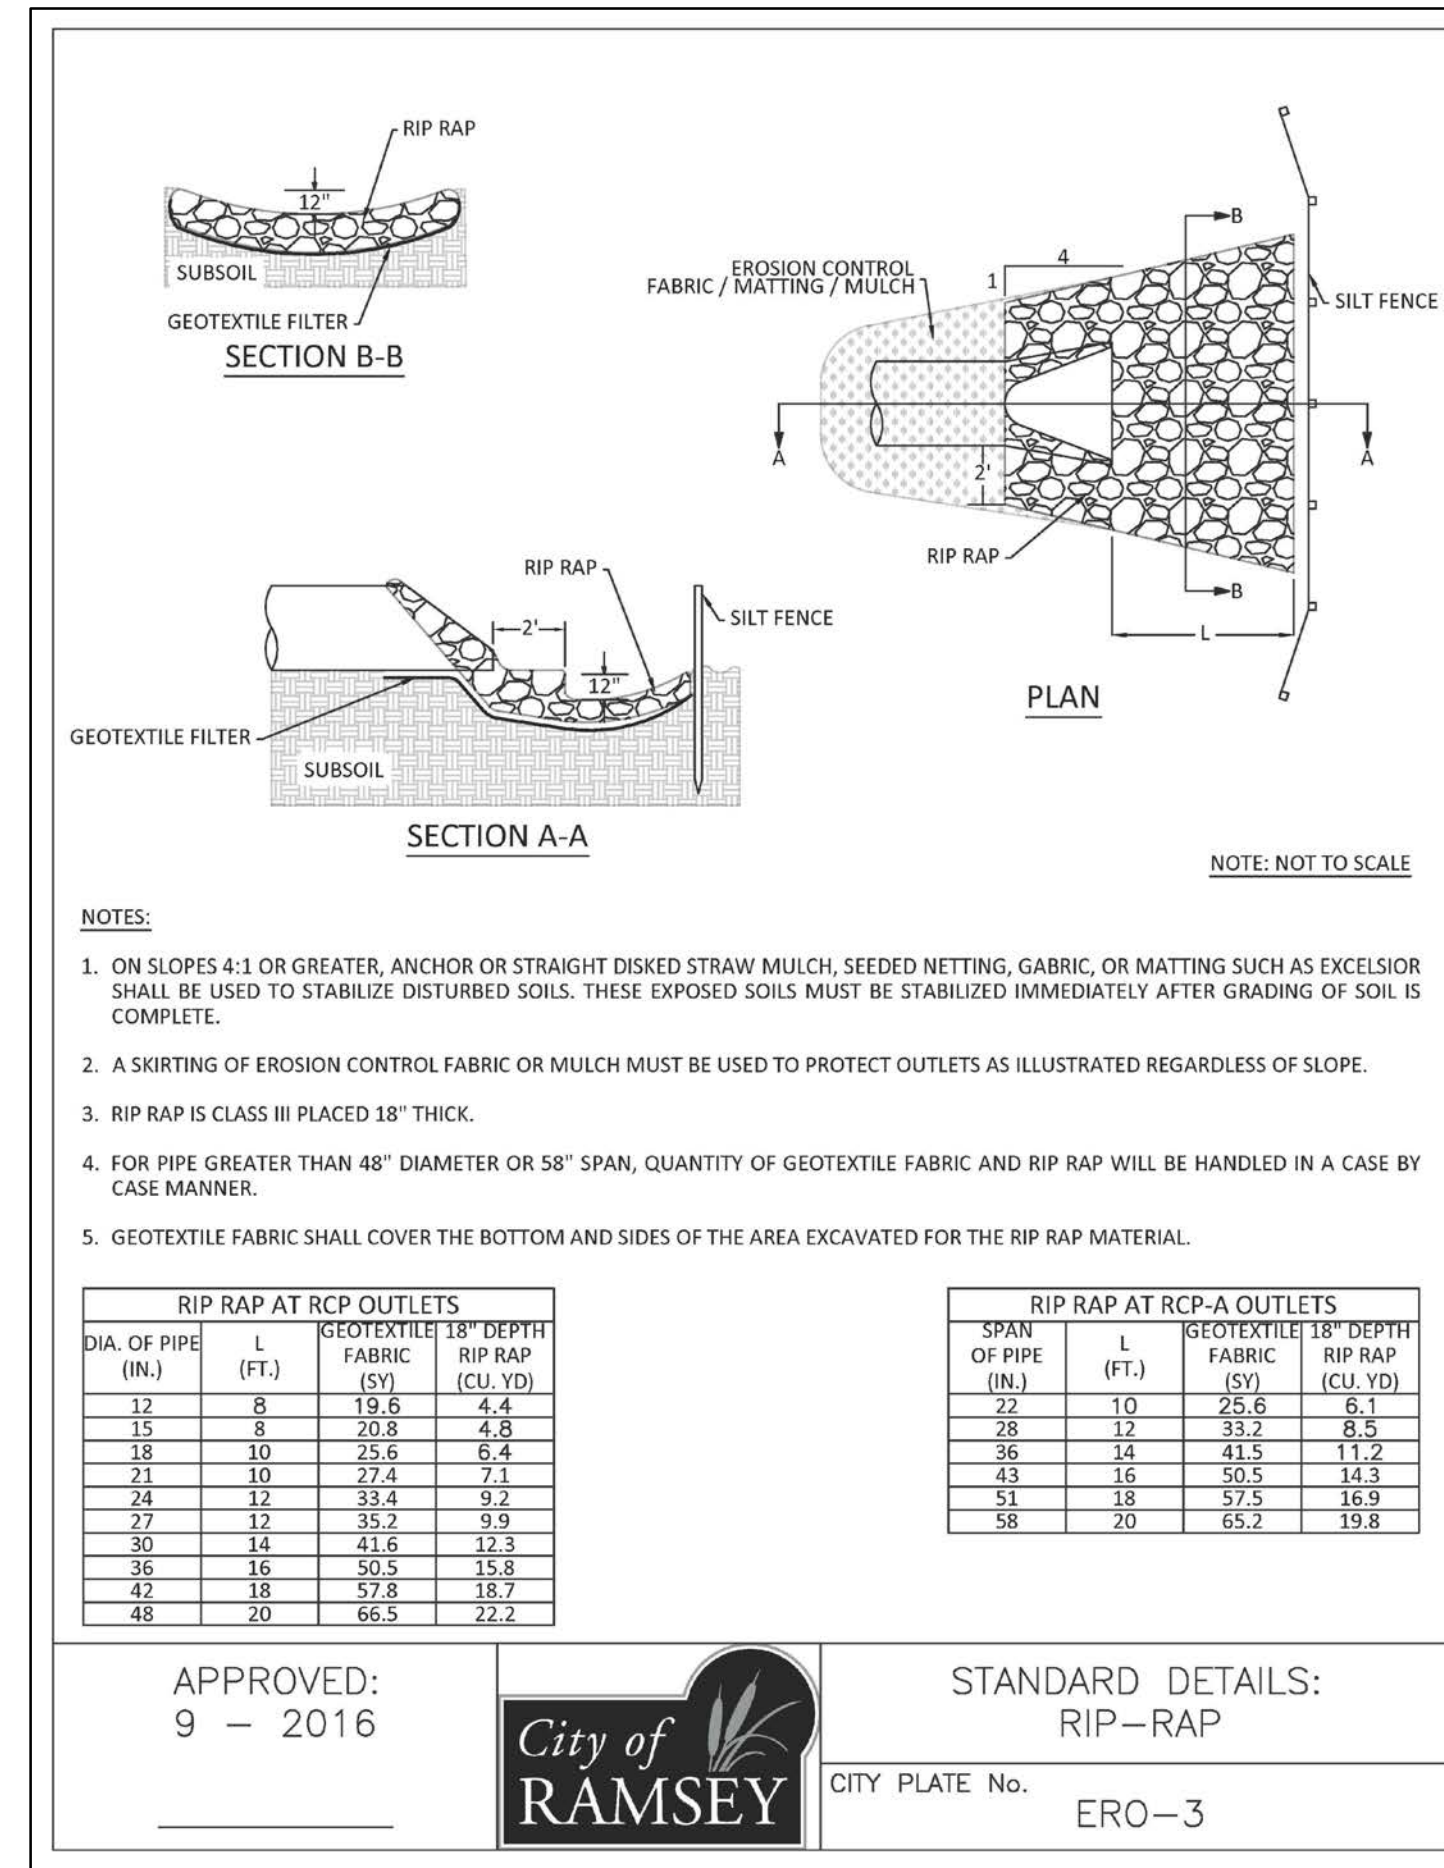 RIP RAP
12"
SUBSOIL
GEOTEXTILE FILTER
SECTION B-B
EROSION CONTROL
FABRIC / MATTING / MULCH
1
4
B
SILT FENCE
A
A
2'
RIP RAP
B
L
PLAN
RIP RAP
2'
SILT FENCE
12"
GEOTEXTILE FILTER
SUBSOIL
SECTION A-A
NOTE: NOT TO SCALE
NOTES:
1. ON SLOPES 4:1 OR GREATER, ANCHOR OR STRAIGHT DISKED STRAW MULCH, SEEDED NETTING, GABRIC, OR MATTING SUCH AS EXCELSIOR
SHALL BE USED TO STABILIZE DISTURBED SOILS. THESE EXPOSED SOILS MUST BE STABILIZED IMMEDIATELY AFTER GRADING OF SOIL IS
COMPLETE.
2. A SKIRTING OF EROSION CONTROL FABRIC OR MULCH MUST BE USED TO PROTECT OUTLETS AS ILLUSTRATED REGARDLESS OF SLOPE.
3. RIP RAP IS CLASS III PLACED 18" THICK.
4. FOR PIPE GREATER THAN 48" DIAMETER OR 58" SPAN, QUANTITY OF GEOTEXTILE FABRIC AND RIP RAP WILL BE HANDLED IN A CASE BY
CASE MANNER.
5. GEOTEXTILE FABRIC SHALL COVER THE BOTTOM AND SIDES OF THE AREA EXCAVATED FOR THE RIP RAP MATERIAL.
RIP RAP AT RCP OUTLETS
DIA. OF PIPE (IN.) L (FT.) GEOTEXTILE FABRIC (SY) 18" DEPTH RIP RAP (CU. YD)
12 8 19.6 4.4
15 8 20.8 4.8
18 10 25.6 6.4
21 10 27.4 7.1
24 12 33.4 9.2
27 12 35.2 9.9
30 14 41.6 12.3
36 16 50.5 15.8
42 18 57.8 18.7
48 20 66.5 22.2
RIP RAP AT RCP-A OUTLETS
SPAN OF PIPE (IN.) L (FT.) GEOTEXTILE FABRIC (SY) 18" DEPTH RIP RAP (CU. YD)
22 10 25.6 6.1
28 12 33.2 8.5
36 14 41.5 11.2
43 16 50.5 14.3
51 18 57.5 16.9
58 20 65.2 19.8
APPROVED:
9 - 2016
City of
RAMSEY
STANDARD DETAILS:
RIP-RAP
CITY PLATE No.
ERO-3